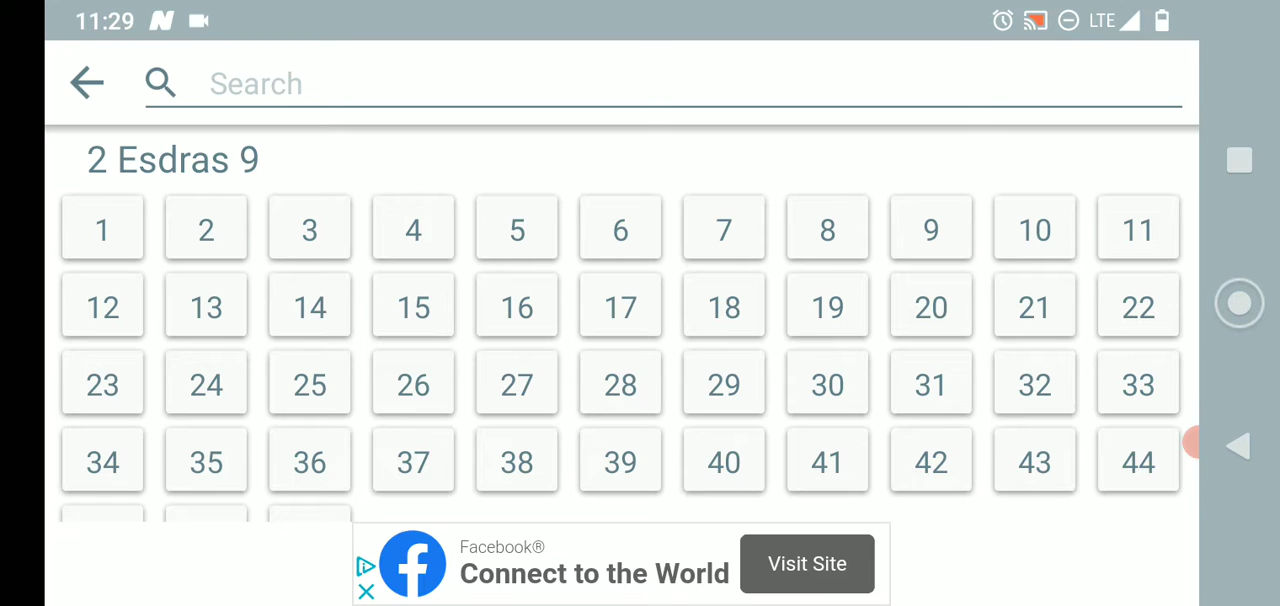 11:29 LTE
Search
2 Esdras 9
1 2 3 4 5 6 7 8 9 10 11
12 13 14 15 16 17 18 19 20 21 22
23 24 25 26 27 28 29 30 31 32 33
34 35 36 37 38 39 40 41 42 43 44
Facebook®
Connect to the World
Visit Site